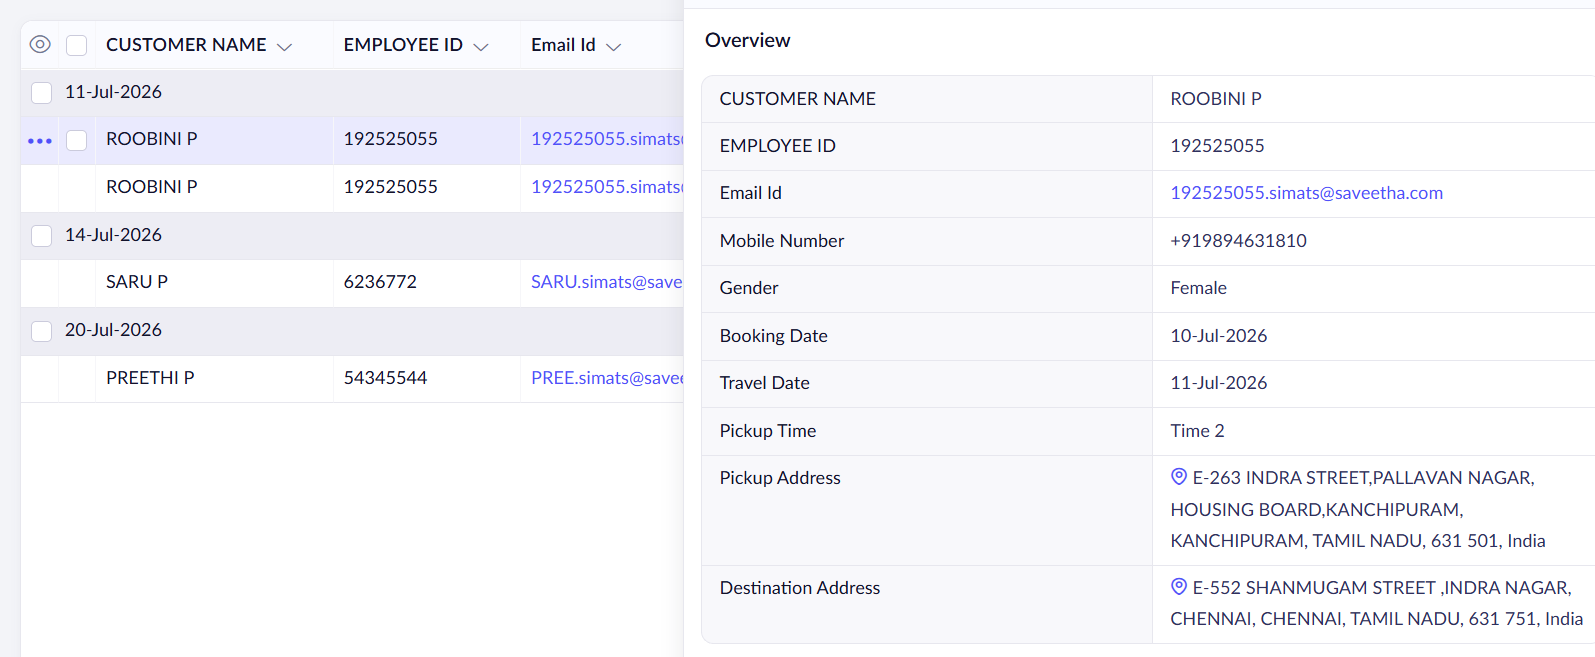 CUSTOMER NAME EMPLOYEE ID Email Id
11-Jul-2026
ROOBINI P 192525055 192525055.simats
ROOBINI P 192525055 192525055.simats
14-Jul-2026
SARU P 6236772 SARU.simats@save
20-Jul-2026
PREETHI P 54345544 PREE.simats@savee
Overview
CUSTOMER NAME ROOBINI P
EMPLOYEE ID 192525055
Email Id 192525055.simats@saveetha.com
Mobile Number +919894631810
Gender Female
Booking Date 10-Jul-2026
Travel Date 11-Jul-2026
Pickup Time Time 2
Pickup Address E-263 INDRA STREET,PALLAVAN NAGAR,
HOUSING BOARD,KANCHIPURAM,
KANCHIPURAM, TAMIL NADU, 631 501, India
Destination Address E-552 SHANMUGAM STREET ,INDRA NAGAR,
CHENNAI, CHENNAI, TAMIL NADU, 631 751, India